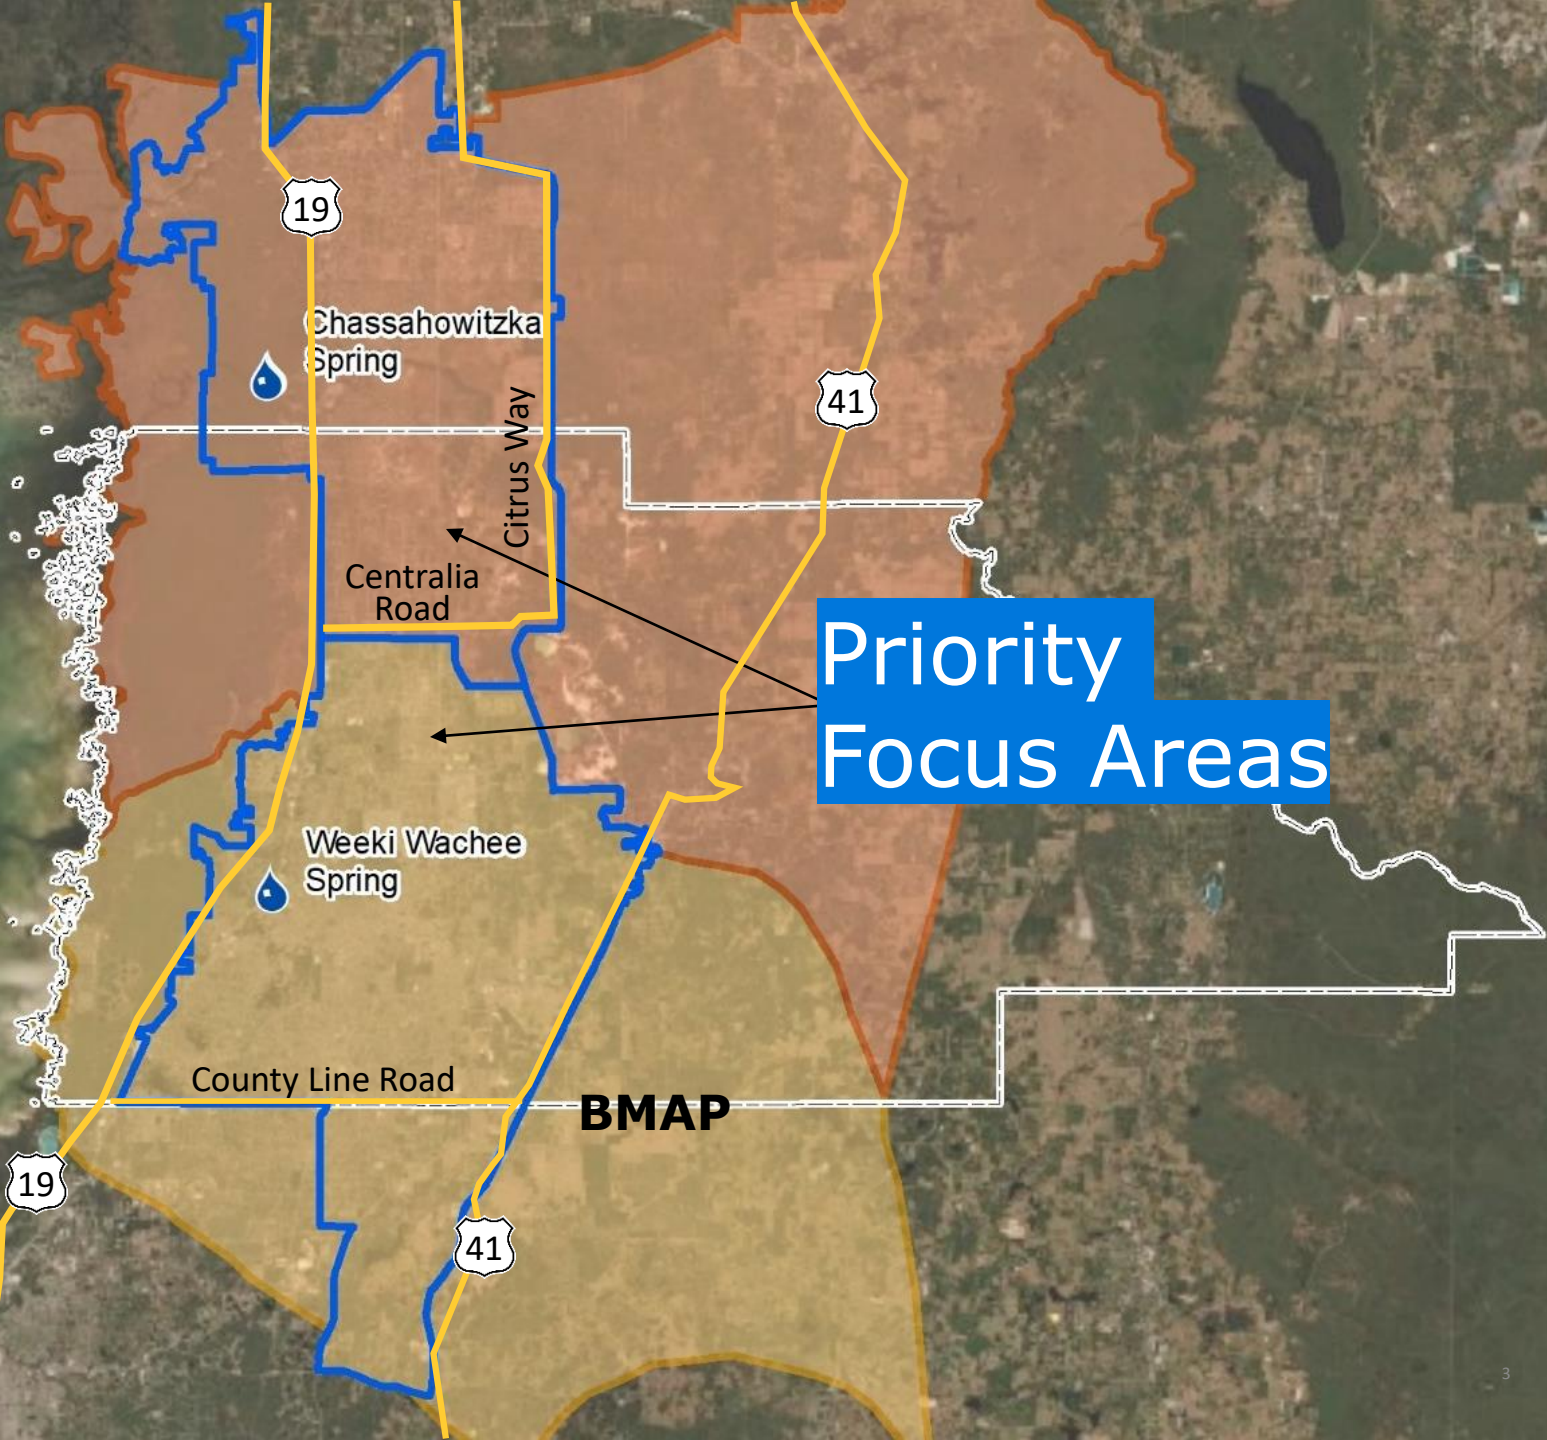 19
Chassahowitzka
Spring
41
Citrus Way
Centralia
Road
Priority
Focus Areas
Weeki Wachee
Spring
County Line Road
BMAP
19
41
3